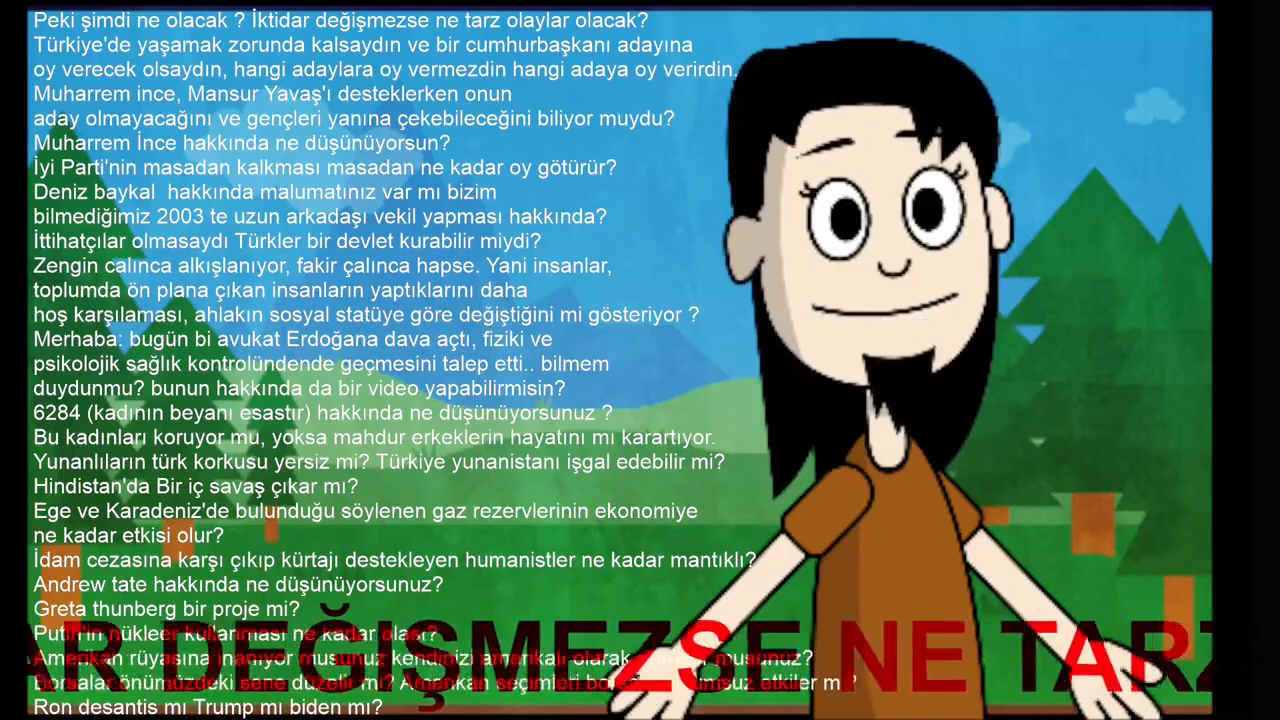 Peki şimdi ne olacak ? İktidar değişmezse ne tarz olaylar olacak?
Türkiye'de yaşamak zorunda kalsaydın ve bir cumhurbaşkanı adayına
oy verecek olsaydın, hangi adaylara oy vermezdin hangi adaya oy verirdin.
Muharrem ince, Mansur Yavaş'ı desteklerken onun
aday olmayacağını ve gençleri yanına çekebileceğini biliyor muydu?
Muharrem İnce hakkında ne düşünüyorsun?
İyi Parti'nin masadan kalkması masadan ne kadar oy götürür?
Deniz baykal hakkında malumatınız var mı bizim
bilmediğimiz 2003 te uzun arkadaşı vekil yapması hakkında?
İttihatçılar olmasaydı Türkler bir devlet kurabilir miydi?
Zengin calınca alkışlanıyor, fakir çalınca hapse. Yani insanlar,
toplumda ön plana çıkan insanların yaptıklarını daha
hoş karşılaması, ahlakın sosyal statüye göre değiştiğini mi gösteriyor ?
Merhaba: bugün bi avukat Erdoğana dava açtı, fiziki ve
psikolojik sağlık kontrolündende geçmesini talep etti.. bilmem
duydunmu? bunun hakkında da bir video yapabilirmisin?
6284 (kadının beyanı esastır) hakkında ne düşünüyorsunuz ?
Bu kadınları koruyor mu, yoksa mahdur erkeklerin hayatını mı karartıyor.
Yunanlıların türk korkusu yersiz mi? Türkiye yunanistanı işgal edebilir mi?
Hindistan'da Bir iç savaş çıkar mı?
Ege ve Karadeniz'de bulunduğu söylenen gaz rezervlerinin ekonomiye
ne kadar etkisi olur?
İdam cezasına karşı çıkıp kürtajı destekleyen humanistler ne kadar mantıklı?
Andrew tate hakkında ne düşünüyorsunuz?
Greta thunberg bir proje mi?
Putin'in nükleer kullanması ne kadar olası?
Amerikan rüyasına inanıyor musunuz kendinizi amerikalı olarak musunuz?
Borsalar önümüzdeki sene düzelir mi? Amerikan seçimleri etkiler mi?
Ron desantis mı Trump mı biden mı?
R DEĞİŞMEZSE NE TARZ